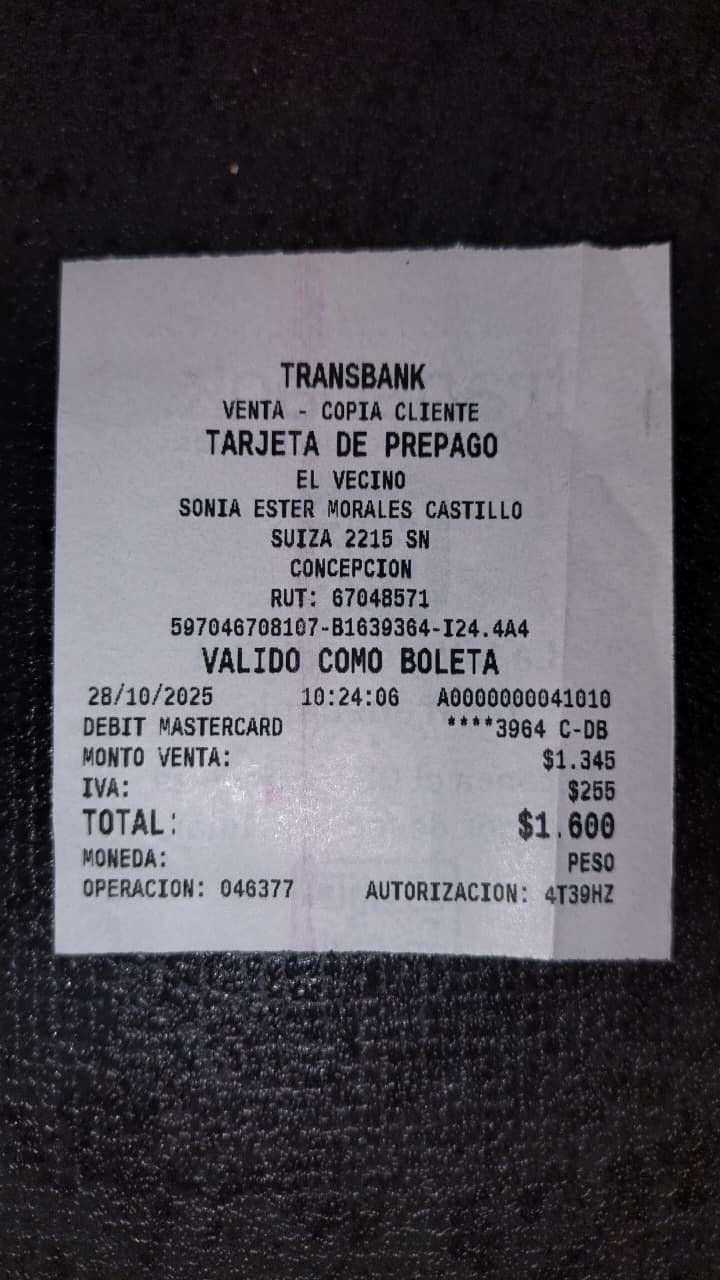 TRANSBANK
VENTA - COPIA CLIENTE
TARJETA DE PREPAGO
EL VECINO
SONIA ESTER MORALES CASTILLO
SUIZA 2215 SN
CONCEPCION
RUT: 67048571
597046708107-B1639364-I24.4A4
VALIDO COMO BOLETA
28/10/2025 10:24:06 A0000000041010
DEBIT MASTERCARD ****3964 C-DB
MONTO VENTA: $1.345
IVA: $255
TOTAL: $1.600
MONEDA: PESO
OPERACION: 046377 AUTORIZACION: 4T39HZ